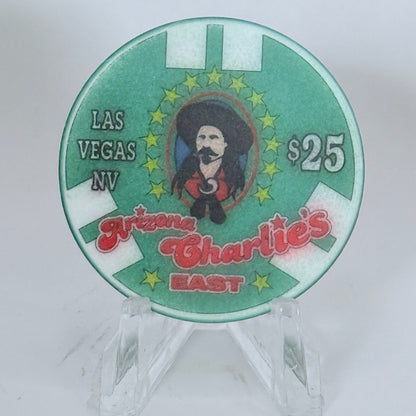 LAS
VEGAS
NV
$25
Arizona
Charlie's
EAST